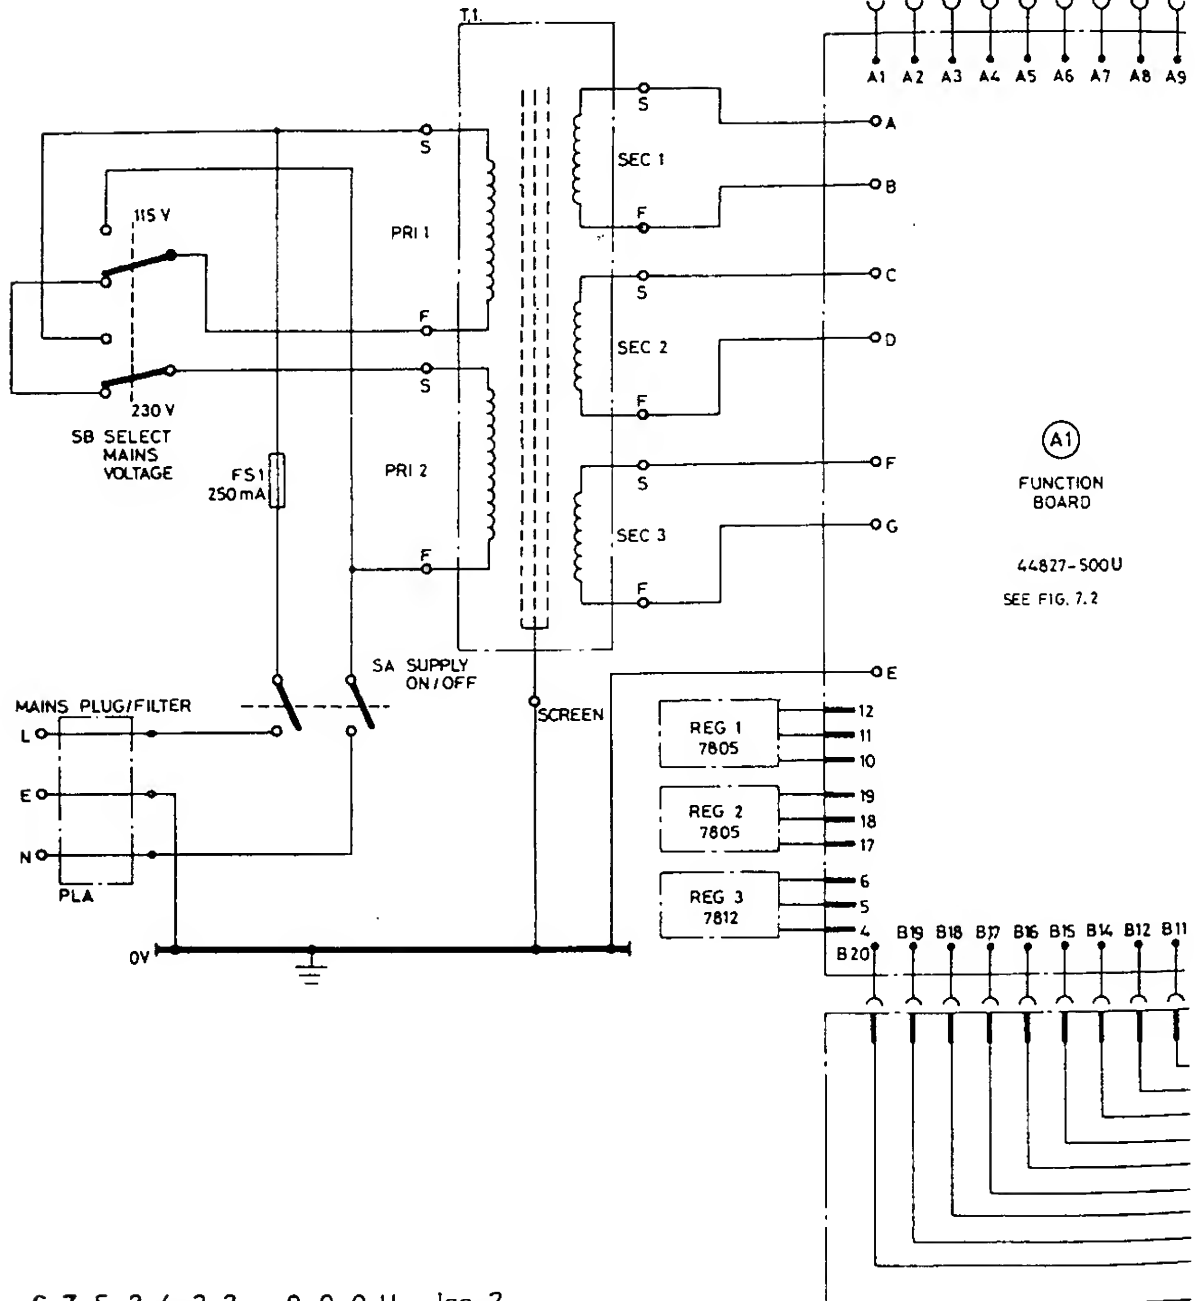 T.1.
A1 A2 A3 A4 A5 A6 A7 A8 A9
S
S
SEC 1
A
B
115 V
PRI 1
F
F
S
C
SEC 2
D
F
S
F
230 V
SB SELECT
MAINS
VOLTAGE
FS1
250mA
PRI 2
S
F
SEC 3
G
F
F
A1
FUNCTION
BOARD
44827-500U
SEE FIG. 7.2
SA SUPPLY
ON/OFF
E
SCREEN
MAINS PLUG/FILTER
L
E
N
PLA
REG 1
7805
12
11
10
REG 2
7805
19
18
17
REG 3
7812
6
5
4
0V
B20 B19 B18 B17 B16 B15 B14 B12 B11